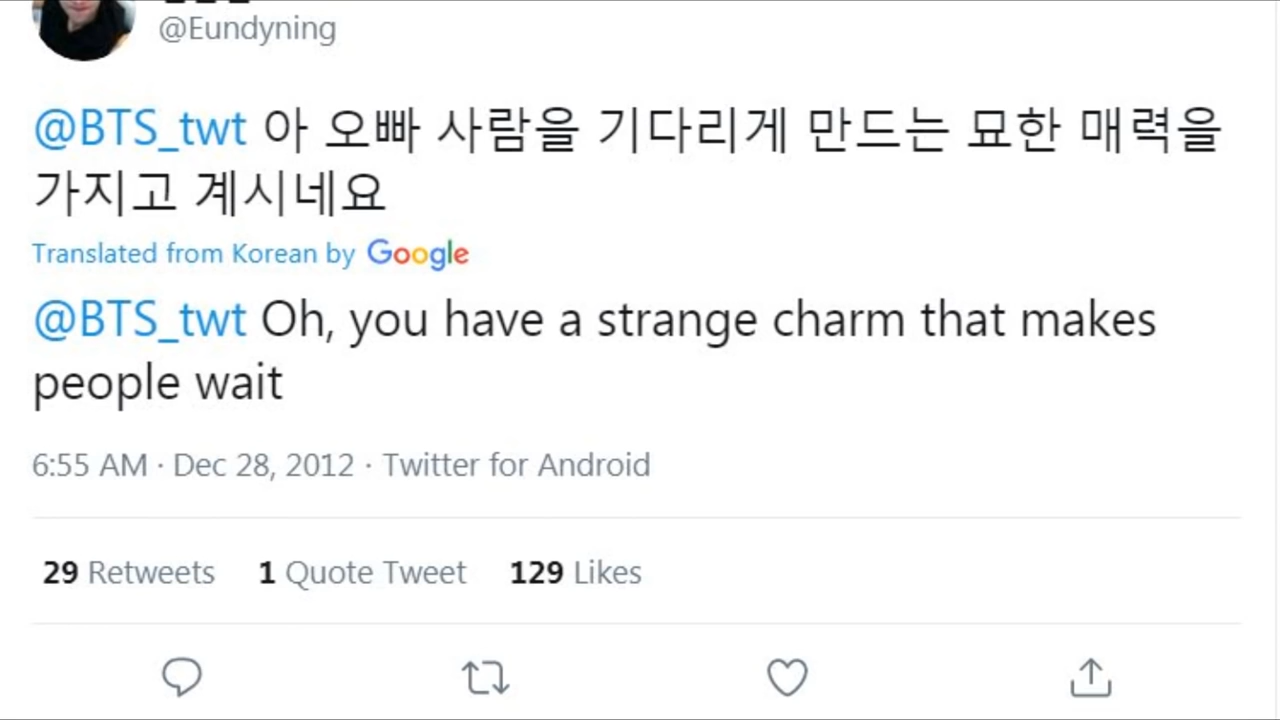 @Eundyning
@BTS_twt 아 오빠 사람을 기다리게 만드는 묘한 매력을
가지고 계시네요
Translated from Korean by Google
@BTS_twt Oh, you have a strange charm that makes
people wait
6:55 AM · Dec 28, 2012 · Twitter for Android
29 Retweets 1 Quote Tweet 129 Likes